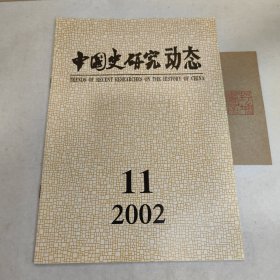 中国史研究动态
TRENDS OF RECENT RESEARCHES ON THE HISTORY OF CHINA
11
2002